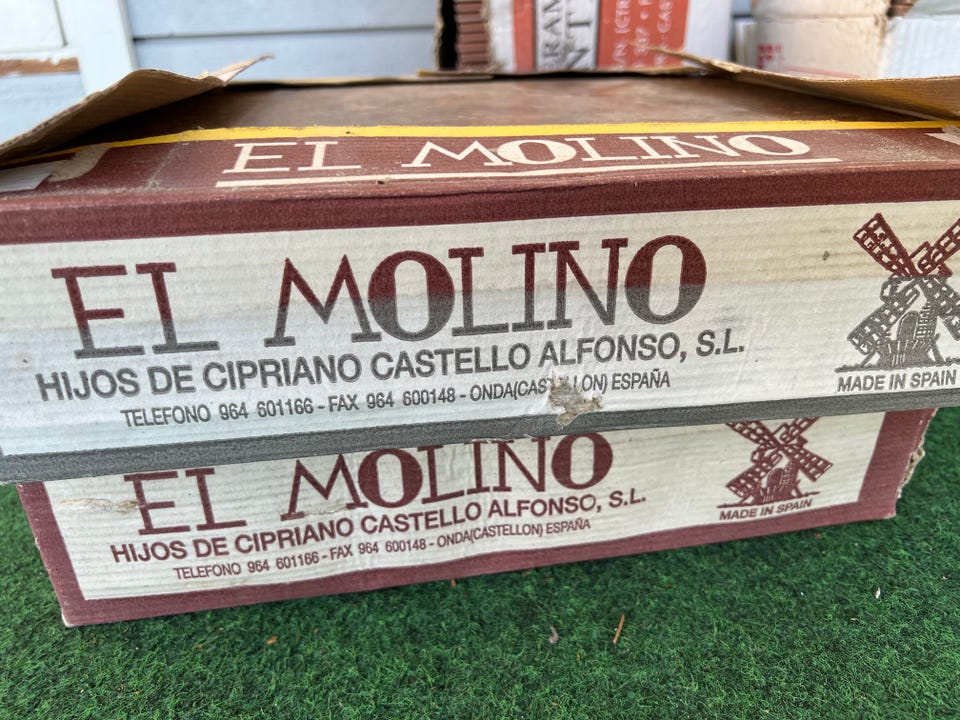 EL MOLINO
EL MOLINO
HIJOS DE CIPRIANO CASTELLO ALFONSO, S.L.
TELEFONO 964 601166 - FAX 964 600148 - ONDA(CAST LLON) ESPAÑA
MADE IN SPAIN
EL MOLINO
HIJOS DE CIPRIANO CASTELLO ALFONSO, S.L.
TELEFONO 964 601166 - FAX 964 600148 - ONDA(CASTELLON) ESPAÑA
MADE IN SPAIN